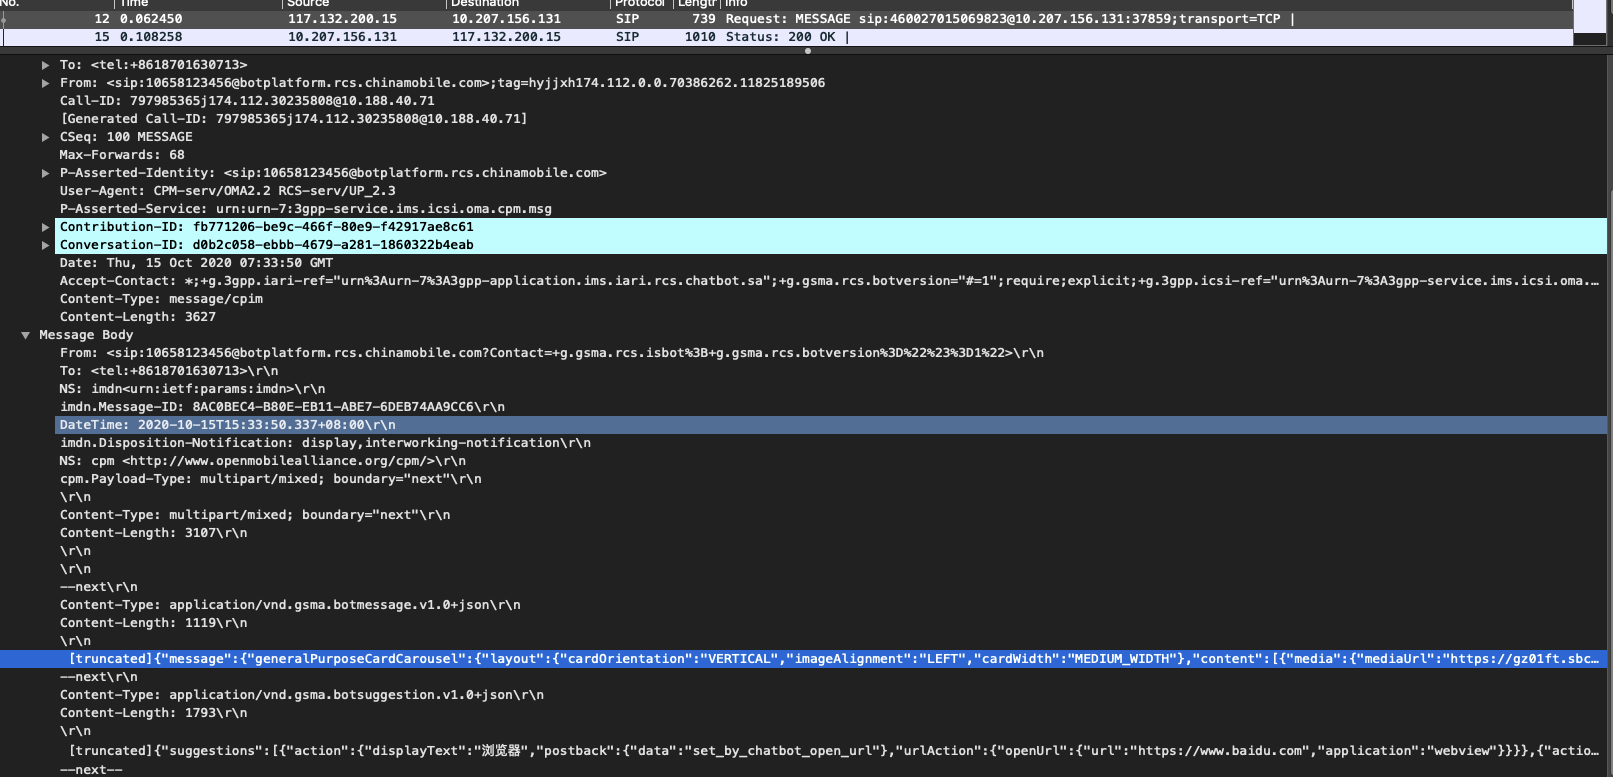 No. Time Source Destination Protocol Length Info
12 0.062450 117.132.200.15 10.207.156.131 SIP 739 Request: MESSAGE sip:460027015069823@10.207.156.131:37859;transport=TCP |
15 0.108258 10.207.156.131 117.132.200.15 SIP 1010 Status: 200 OK |
To: <tel:+8618701630713>
From: <sip:10658123456@botplatform.rcs.chinamobile.com>;tag=hyjjxh174.112.0.0.70386262.11825189506
Call-ID: 797985365j174.112.30235808@10.188.40.71
[Generated Call-ID: 797985365j174.112.30235808@10.188.40.71]
CSeq: 100 MESSAGE
Max-Forwards: 68
P-Asserted-Identity: <sip:10658123456@botplatform.rcs.chinamobile.com>
User-Agent: CPM-serv/OMA2.2 RCS-serv/UP_2.3
P-Asserted-Service: urn:urn-7:3gpp-service.ims.icsi.oma.cpm.msg
Contribution-ID: fb771206-be9c-466f-80e9-f42917ae8c61
Conversation-ID: d0b2c058-ebbb-4679-a281-1860322b4eab
Date: Thu, 15 Oct 2020 07:33:50 GMT
Accept-Contact: *;+g.3gpp.iari-ref="urn%3Aurn-7%3A3gpp-application.ims.iari.rcs.chatbot.sa";+g.gsma.rcs.botversion="#=1";require;explicit;+g.3gpp.icsi-ref="urn%3Aurn-7%3A3gpp-service.ims.icsi.oma.…
Content-Type: message/cpim
Content-Length: 3627
Message Body
From: <sip:10658123456@botplatform.rcs.chinamobile.com?Contact=+g.gsma.rcs.isbot%3B+g.gsma.rcs.botversion%3D%22%23%3D1%22>\r\n
To: <tel:+8618701630713>\r\n
NS: imdn<urn:ietf:params:imdn>\r\n
imdn.Message-ID: 8AC0BEC4-B80E-EB11-ABE7-6DEB74AA9CC6\r\n
DateTime: 2020-10-15T15:33:50.337+08:00\r\n
imdn.Disposition-Notification: display,interworking-notification\r\n
NS: cpm <http://www.openmobilealliance.org/cpm/>\r\n
cpm.Payload-Type: multipart/mixed; boundary="next"\r\n
\r\n
Content-Type: multipart/mixed; boundary="next"\r\n
Content-Length: 3107\r\n
\r\n
\r\n
--next\r\n
Content-Type: application/vnd.gsma.botmessage.v1.0+json\r\n
Content-Length: 1119\r\n
\r\n
[truncated]{"message":{"generalPurposeCardCarousel":{"layout":{"cardOrientation":"VERTICAL","imageAlignment":"LEFT","cardWidth":"MEDIUM_WIDTH"},"content":[{"media":{"mediaUrl":"https://gz01ft.sbc…
--next\r\n
Content-Type: application/vnd.gsma.botsuggestion.v1.0+json\r\n
Content-Length: 1793\r\n
\r\n
[truncated]{"suggestions":[{"action":{"displayText":"浏览器","postback":{"data":"set_by_chatbot_open_url"},"urlAction":{"openUrl":{"url":"https://www.baidu.com","application":"webview"}}}},{"actio…
--next--